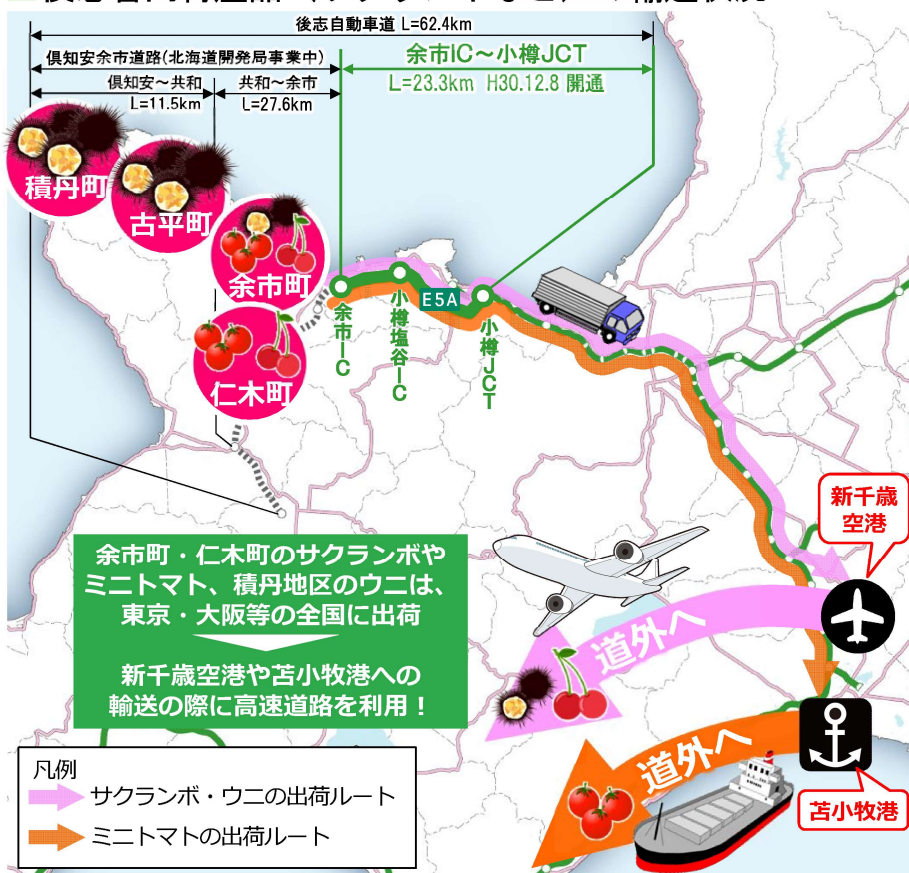 後志自動車道 L=62.4km
倶知安余市道路(北海道開発局事業中)
余市IC～小樽JCT
L=23.3km H30.12.8 開通
倶知安～共和
L=11.5km
共和～余市
L=27.6km
積丹町
古平町
余市町
仁木町
余市IC
小樽塩谷IC
E5A
小樽JCT
新千歳
空港
余市町・仁木町のサクランボや
ミニトマト、積丹地区のウニは、
東京・大阪等の全国に出荷
新千歳空港や苫小牧港への
輸送の際に高速道路を利用！
道外へ
道外へ
苫小牧港
凡例
サクランボ・ウニの出荷ルート
ミニトマトの出荷ルート